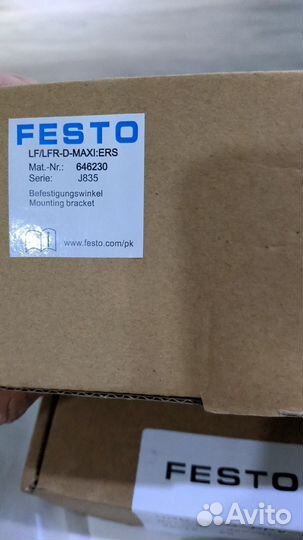 FESTO
LF/LFR-D-MAXI:ERS
Mat.-Nr.: 646230
Serie: J835
Befestigungswinkel
Mounting bracket
www.festo.com/pk
FESTO
Avito